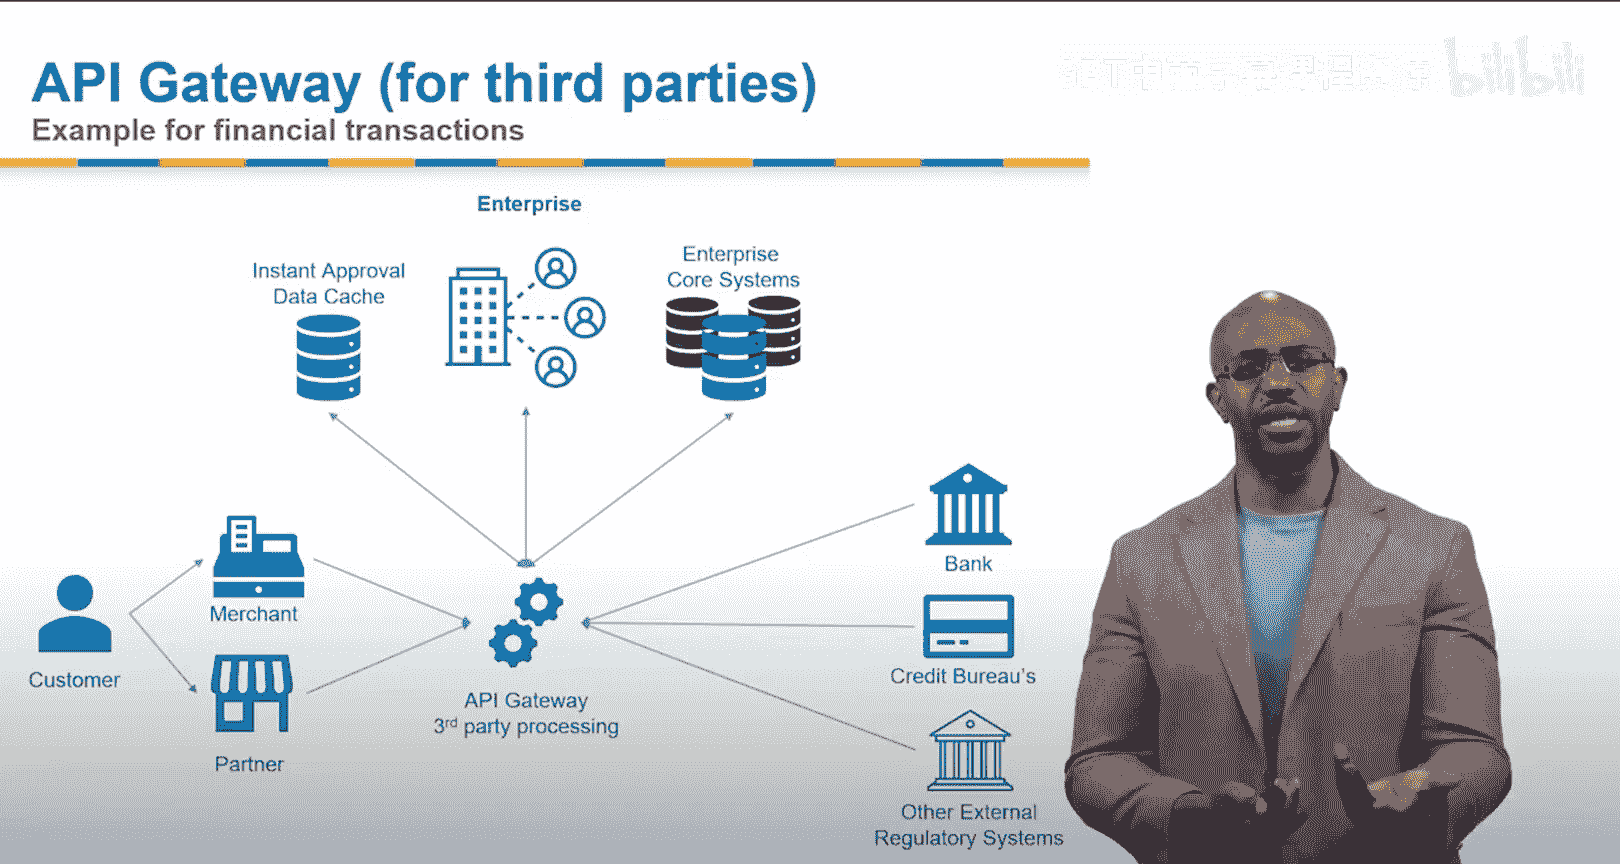 API Gateway (for third parties)
Example for financial transactions
bilibili
Enterprise
Instant Approval
Data Cache
Enterprise
Core Systems
Bank
Merchant
Customer
Credit Bureau's
API Gateway
3rd party processing
Partner
Other External
Regulatory Systems